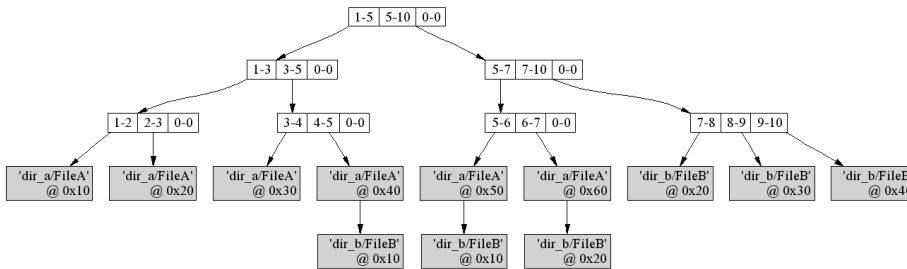 1-5 5-10 0-0
1-3 3-5 0-0
5-7 7-10 0-0
1-2 2-3 0-0
3-4 4-5 0-0
5-6 6-7 0-0
7-8 8-9 9-10
'dir_a/FileA'
@ 0x10
'dir_a/FileA'
@ 0x20
'dir_a/FileA'
@ 0x30
'dir_a/FileA'
@ 0x40
'dir_a/FileA'
@ 0x50
'dir_a/FileA'
@ 0x60
'dir_b/FileB'
@ 0x20
'dir_b/FileB'
@ 0x30
'dir_b/FileB
@ 0x40
'dir_b/FileB'
@ 0x10
'dir_b/FileB'
@ 0x10
'dir_b/FileB'
@ 0x20